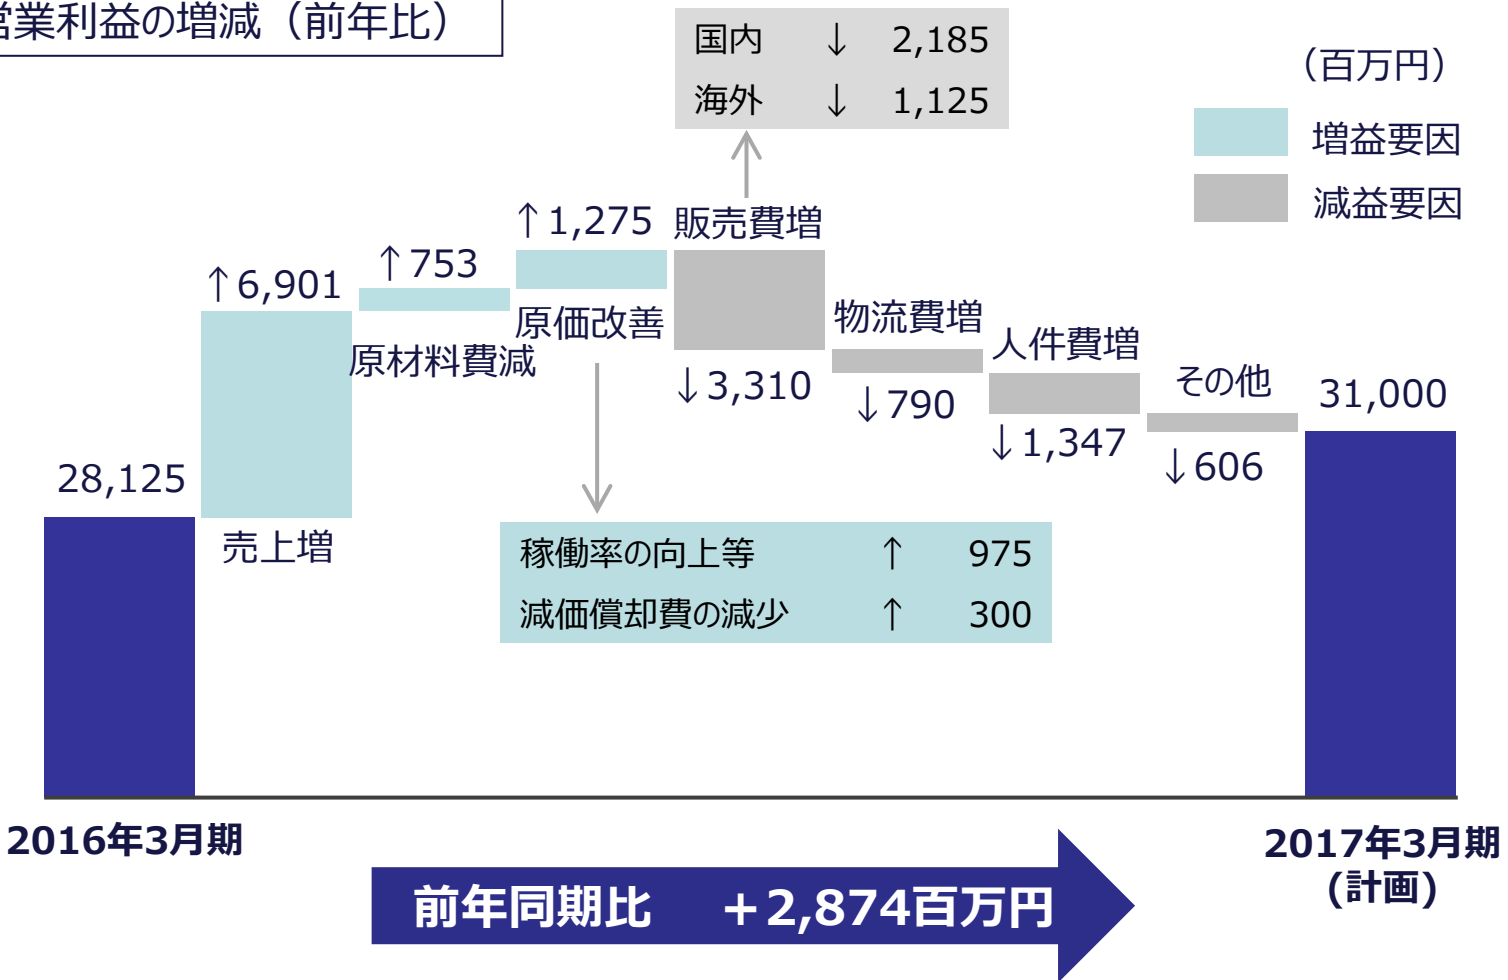 営業利益の増減（前年比）
国内 ↓ 2,185
海外 ↓ 1,125
（百万円）
増益要因
減益要因
28,125
↑6,901
売上増
↑753
原材料費減
↑1,275
原価改善
販売費増
↓3,310
物流費増
↓790
人件費増
↓1,347
その他
↓606
31,000
稼働率の向上等 ↑ 975
減価償却費の減少 ↑ 300
2016年3月期
2017年3月期
(計画)
前年同期比 +2,874百万円